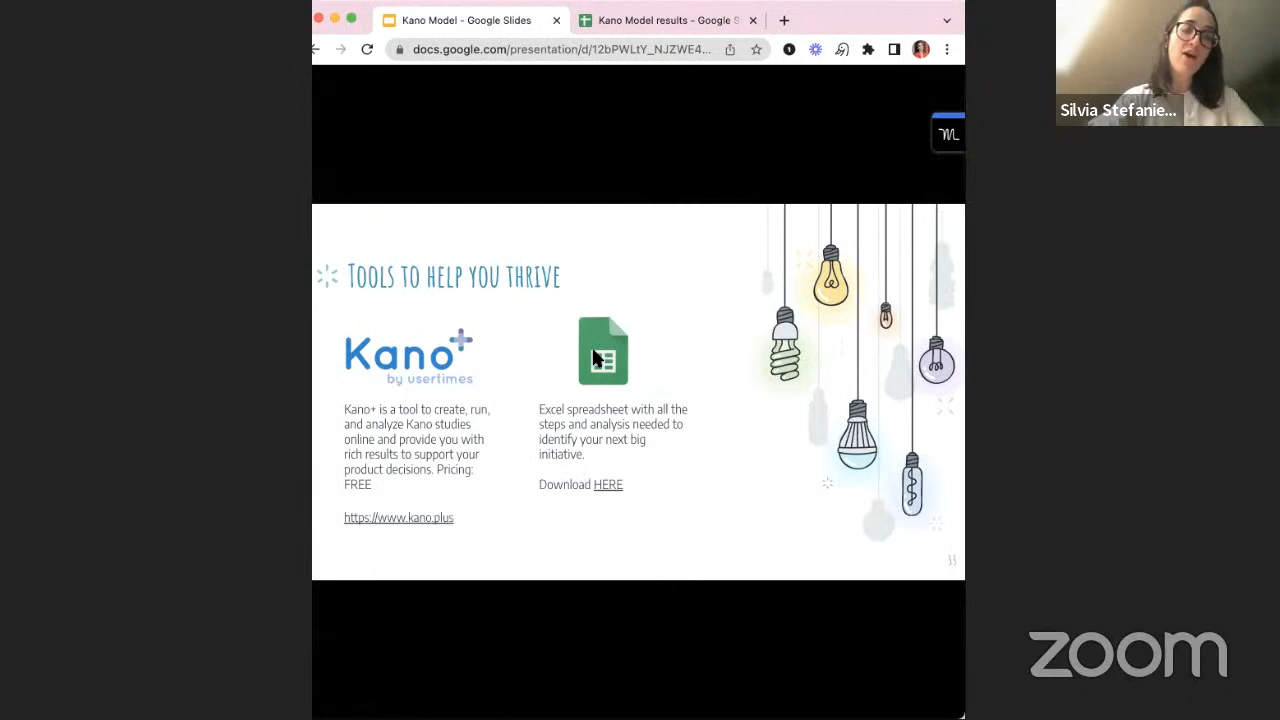 Kano Model - Google Slides
Kano Model results - Google S
docs.google.com/presentation/d/12bPWLtY_NJZWE4...
Silvia Stefanie...
TOOLS TO HELP YOU THRIVE
Kano+
by usertimes
Kano+ is a tool to create, run,
and analyze Kano studies
online and provide you with
rich results to support your
product decisions. Pricing:
FREE
https://www.kano.plus
Excel spreadsheet with all the
steps and analysis needed to
identify your next big
initiative.
Download HERE
33
zoom